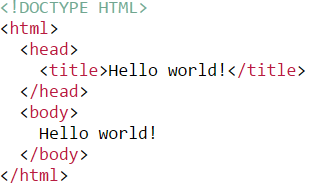 <!DOCTYPE HTML>
<html>
  <head>
    <title>Hello world!</title>
  </head>
  <body>
    Hello world!
  </body>
</html>